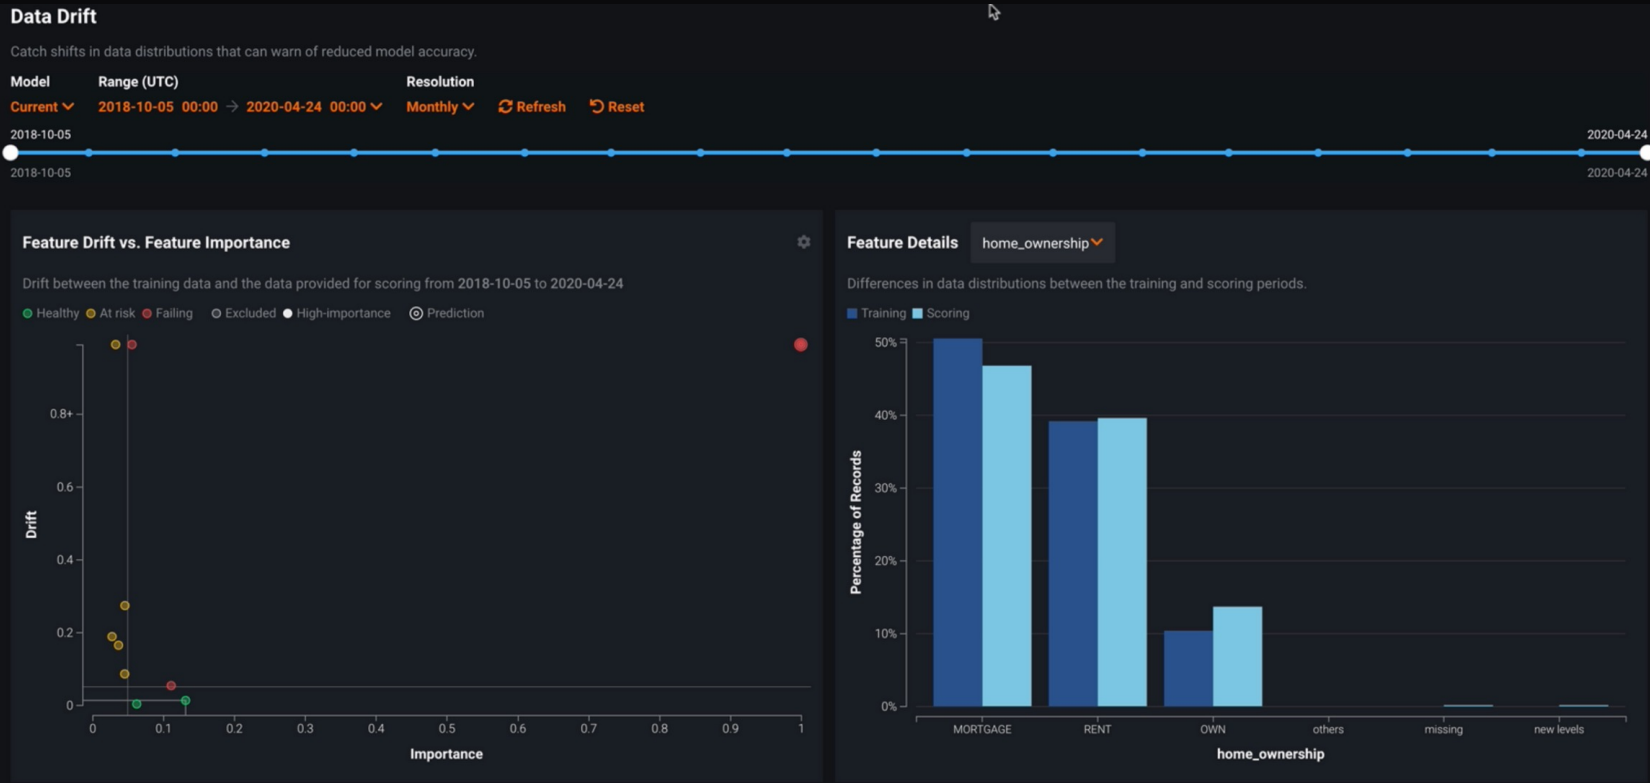 Data Drift
Catch shifts in data distributions that can warn of reduced model accuracy.
Model Range (UTC) Resolution
Current 2018-10-05 00:00 → 2020-04-24 00:00 Monthly Refresh Reset
2018-10-05 2020-04-24
2018-10-05 2020-04-24
Feature Drift vs. Feature Importance
Drift between the training data and the data provided for scoring from 2018-10-05 to 2020-04-24
Healthy At risk Failing Excluded High-importance Prediction
0.8+
0.6
0.4
0.2
0
Drift
0 0.1 0.2 0.3 0.4 0.5 0.6 0.7 0.8 0.9 1
Importance
Feature Details home_ownership
Differences in data distributions between the training and scoring periods.
Training Scoring
50%
40%
30%
20%
10%
0%
Percentage of Records
MORTGAGE RENT OWN others missing new levels
home_ownership